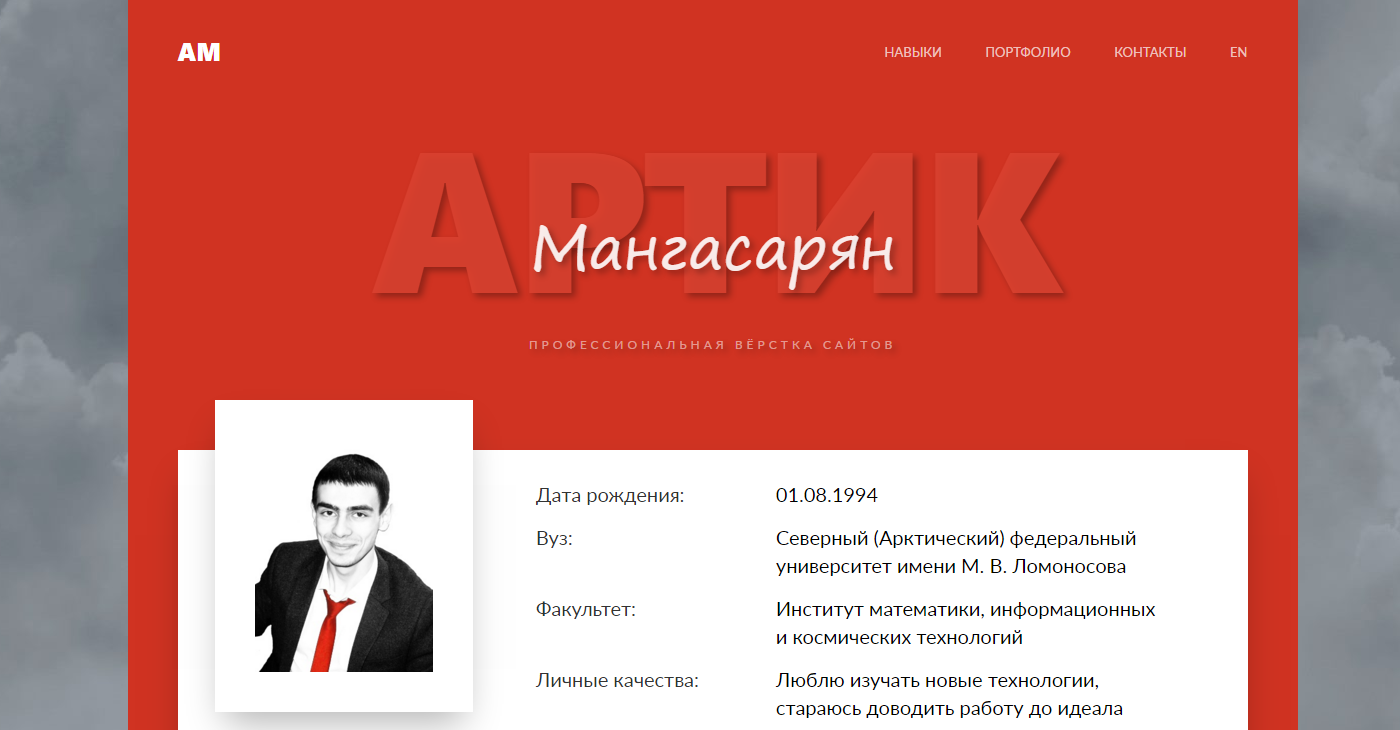 АМ
НАВЫКИ ПОРТФОЛИО КОНТАКТЫ EN
АРТИК
Мангасарян
ПРОФЕССИОНАЛЬНАЯ ВЁРСТКА САЙТОВ
Дата рождения: 01.08.1994
Вуз: Северный (Арктический) федеральный
университет имени М. В. Ломоносова
Факультет: Институт математики, информационных
и космических технологий
Личные качества: Люблю изучать новые технологии,
стараюсь доводить работу до идеала